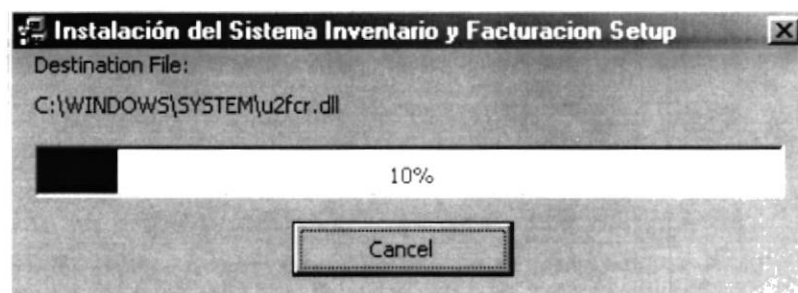 Instalación del Sistema Inventario y Facturacion Setup
Destination File:
C:\WINDOWS\SYSTEM\u2fcr.dll
10%
Cancel